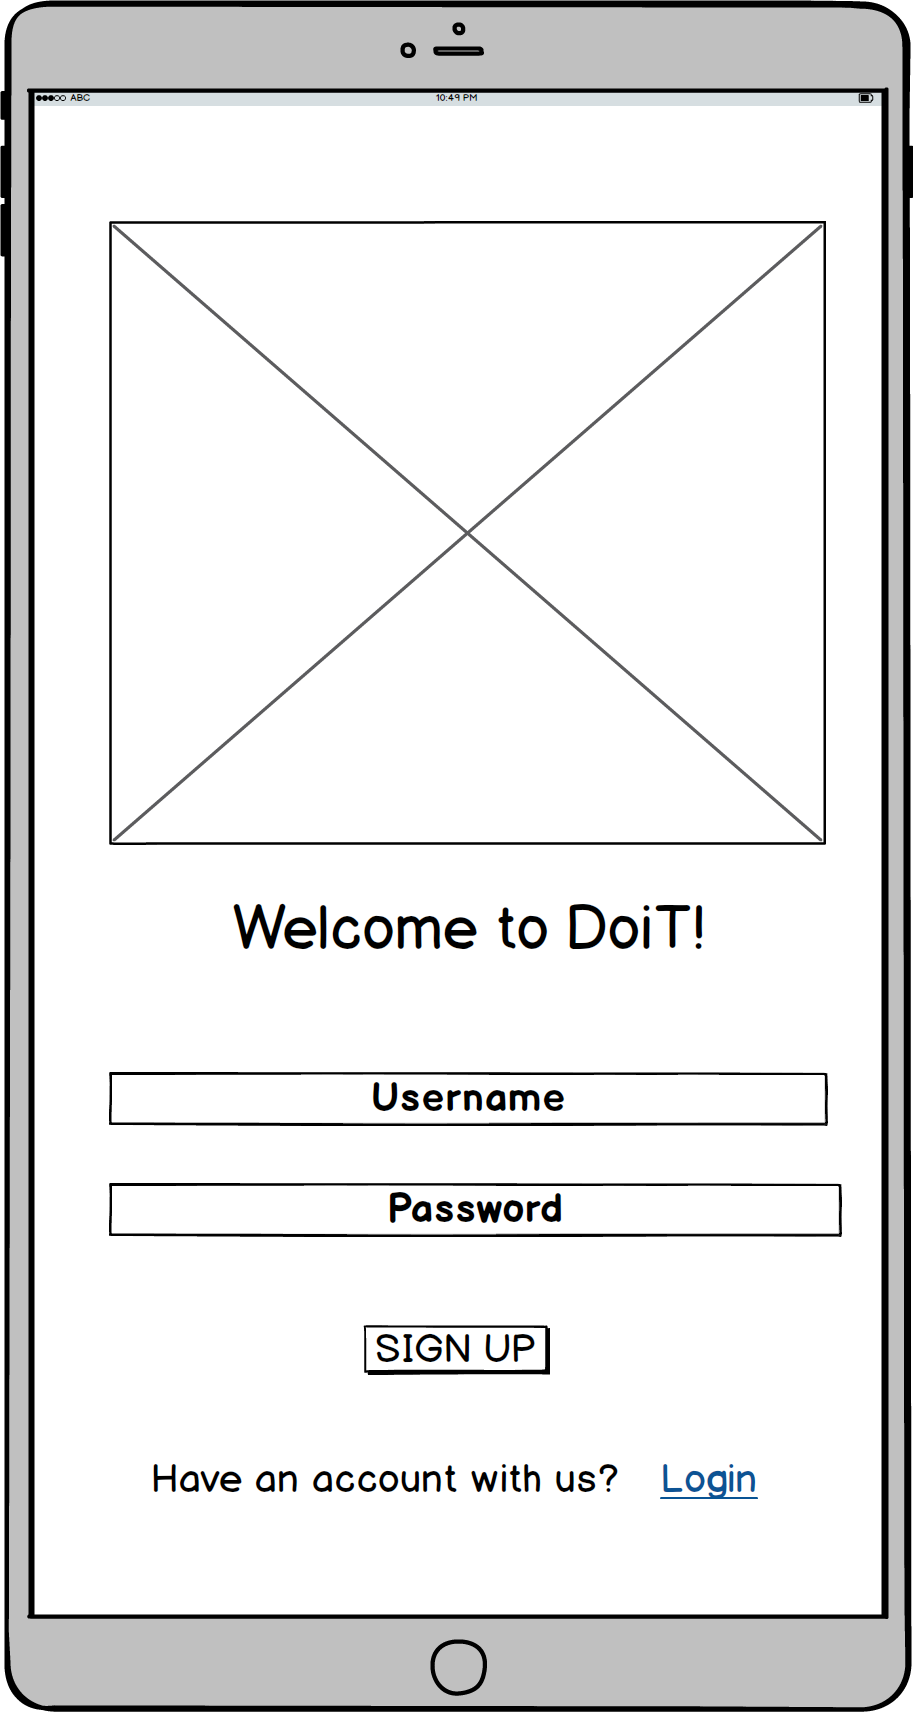 ABC 10:49 PM
Welcome to DoiT!
Username
Password
SIGN UP
Have an account with us? Login